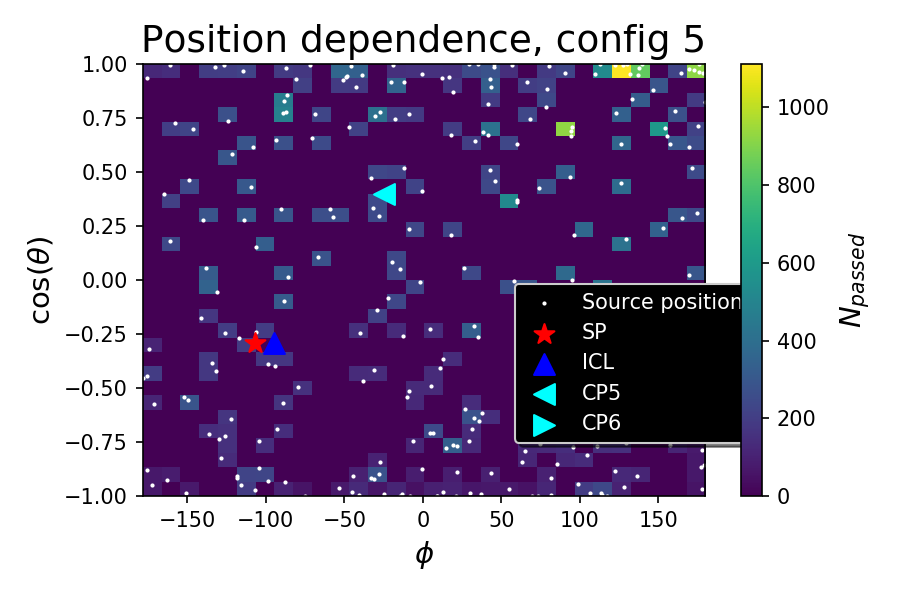 Position dependence, config 5
1.00
0.75
0.50
0.25
0.00
−0.25
−0.50
−0.75
−1.00
cos(θ)
−150 −100 −50 0 50 100 150
ϕ
Source position
SP
ICL
CP5
CP6
1000
800
600
400
200
0
N_{passed}